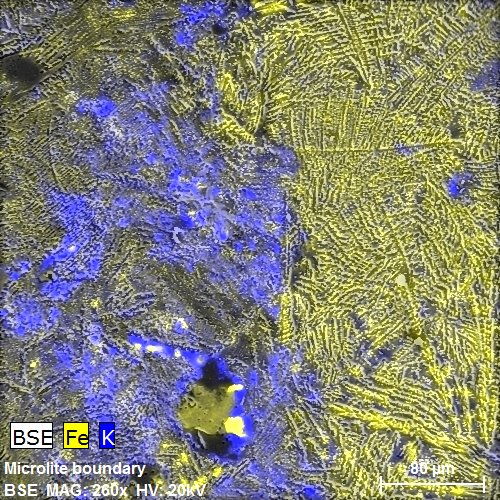 BSE Fe K
Microlite boundary
80 µm
BSE MAG: 260x HV: 20kV